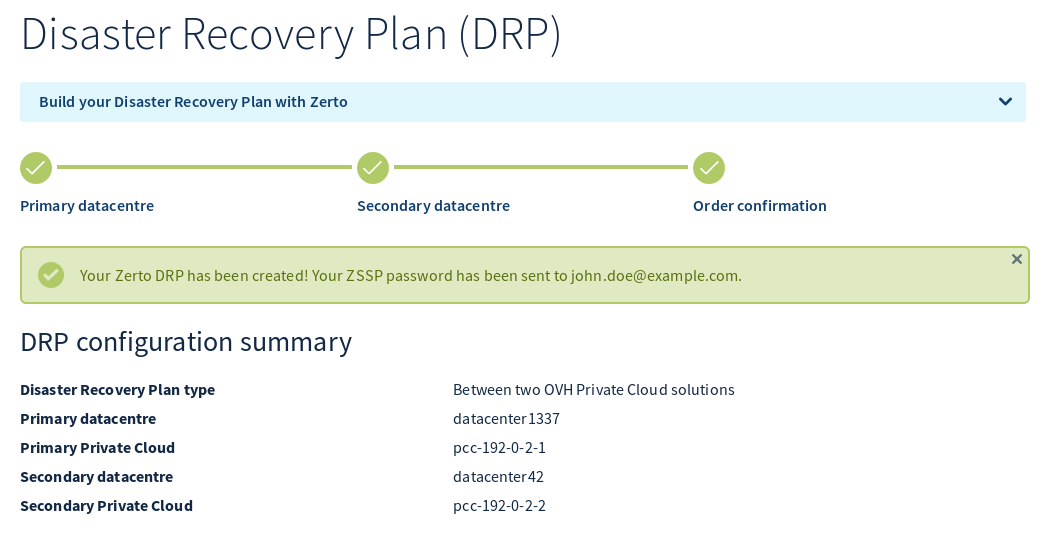 Disaster Recovery Plan (DRP)
Build your Disaster Recovery Plan with Zerto
Primary datacentre Secondary datacentre Order confirmation
Your Zerto DRP has been created! Your ZSSP password has been sent to john.doe@example.com.
DRP configuration summary
Disaster Recovery Plan type Between two OVH Private Cloud solutions
Primary datacentre datacenter1337
Primary Private Cloud pcc-192-0-2-1
Secondary datacentre datacenter42
Secondary Private Cloud pcc-192-0-2-2